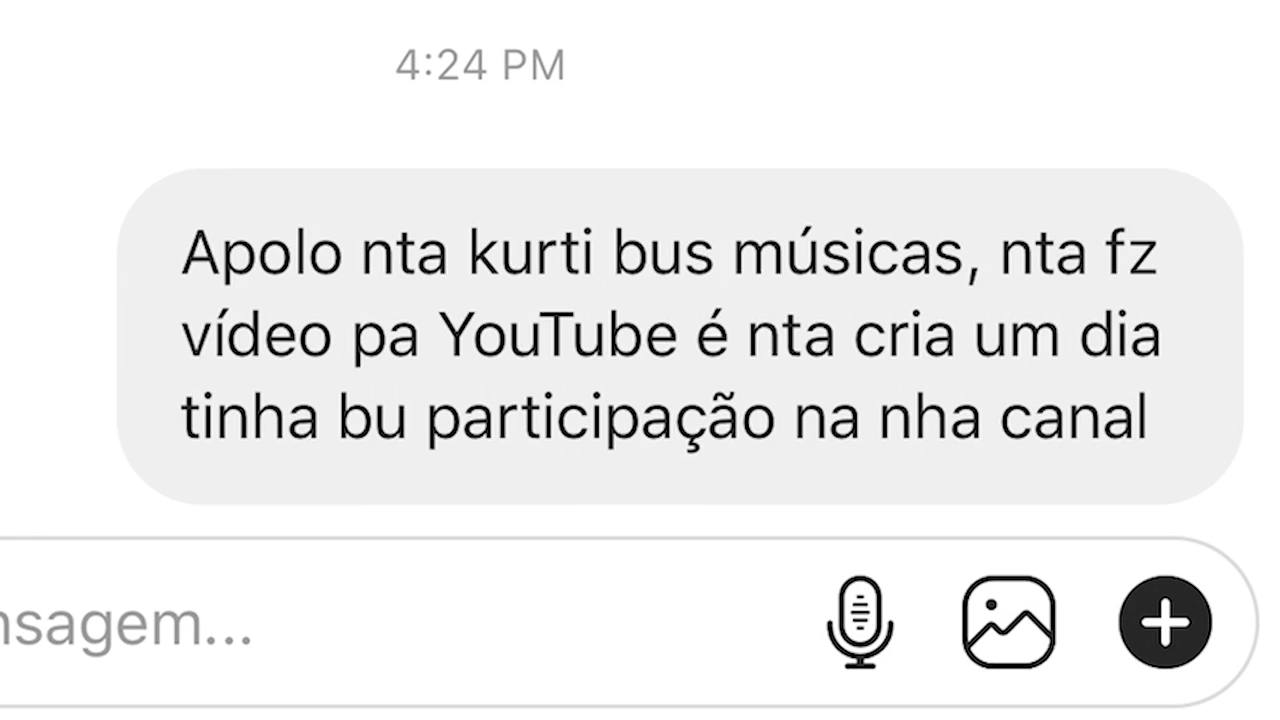 4:24 PM
Apolo nta kurti bus músicas, nta fz
vídeo pa YouTube é nta cria um dia
tinha bu participação na nha canal
nsagem...